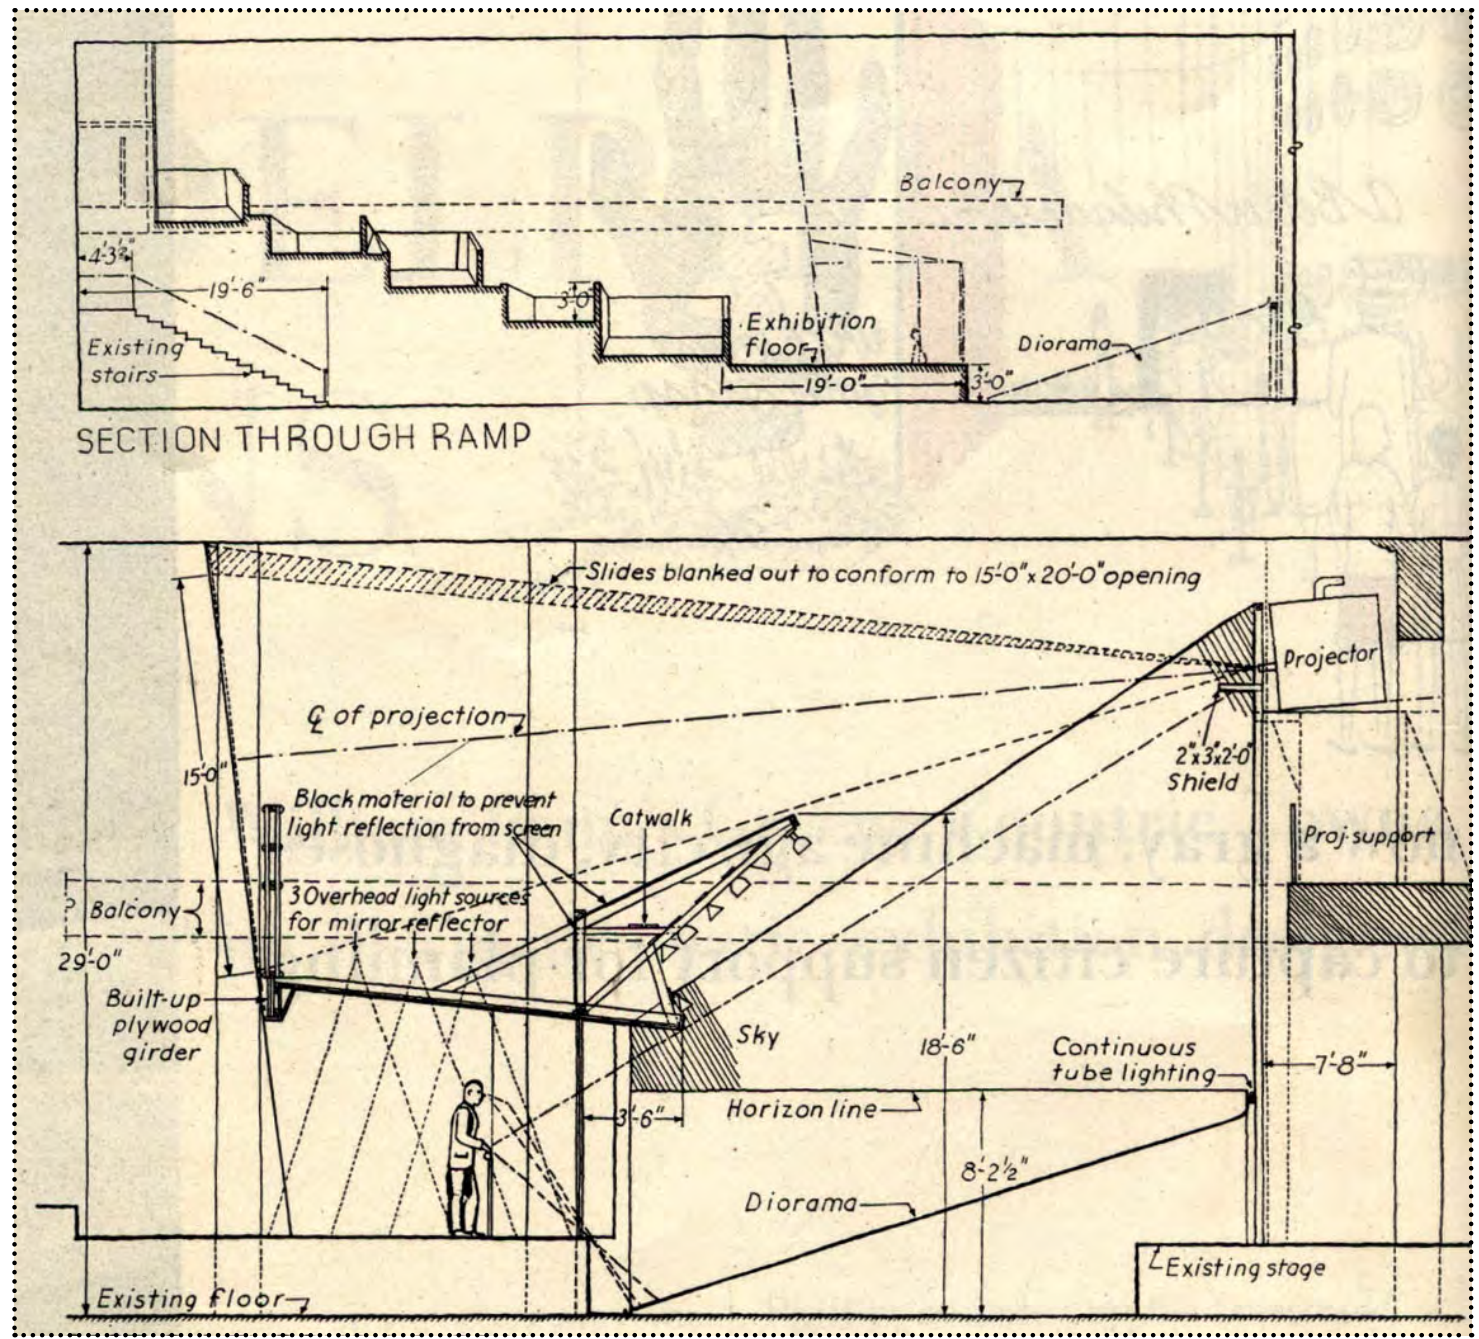 Balcony
4'-3½"
19'-6"
3'-0"
Existing
stairs
Exhibition
floor
Diorama
19'-0"
3'-0"
SECTION THROUGH RAMP
Slides blanked out to conform to 15'-0" x 20'-0" opening
Projector
℄ of projection
2"x3"x2'-0"
Shield
15'-0"
Black material to prevent
light reflection from screen
Catwalk
Proj. support
3 Overhead light sources
for mirror reflector
? Balcony
29'-0"
Built-up
plywood
girder
Sky
18'-6"
Continuous
tube lighting
7'-8"
3'-6"
Horizon line
8'-2½"
Diorama
Existing stage
Existing floor